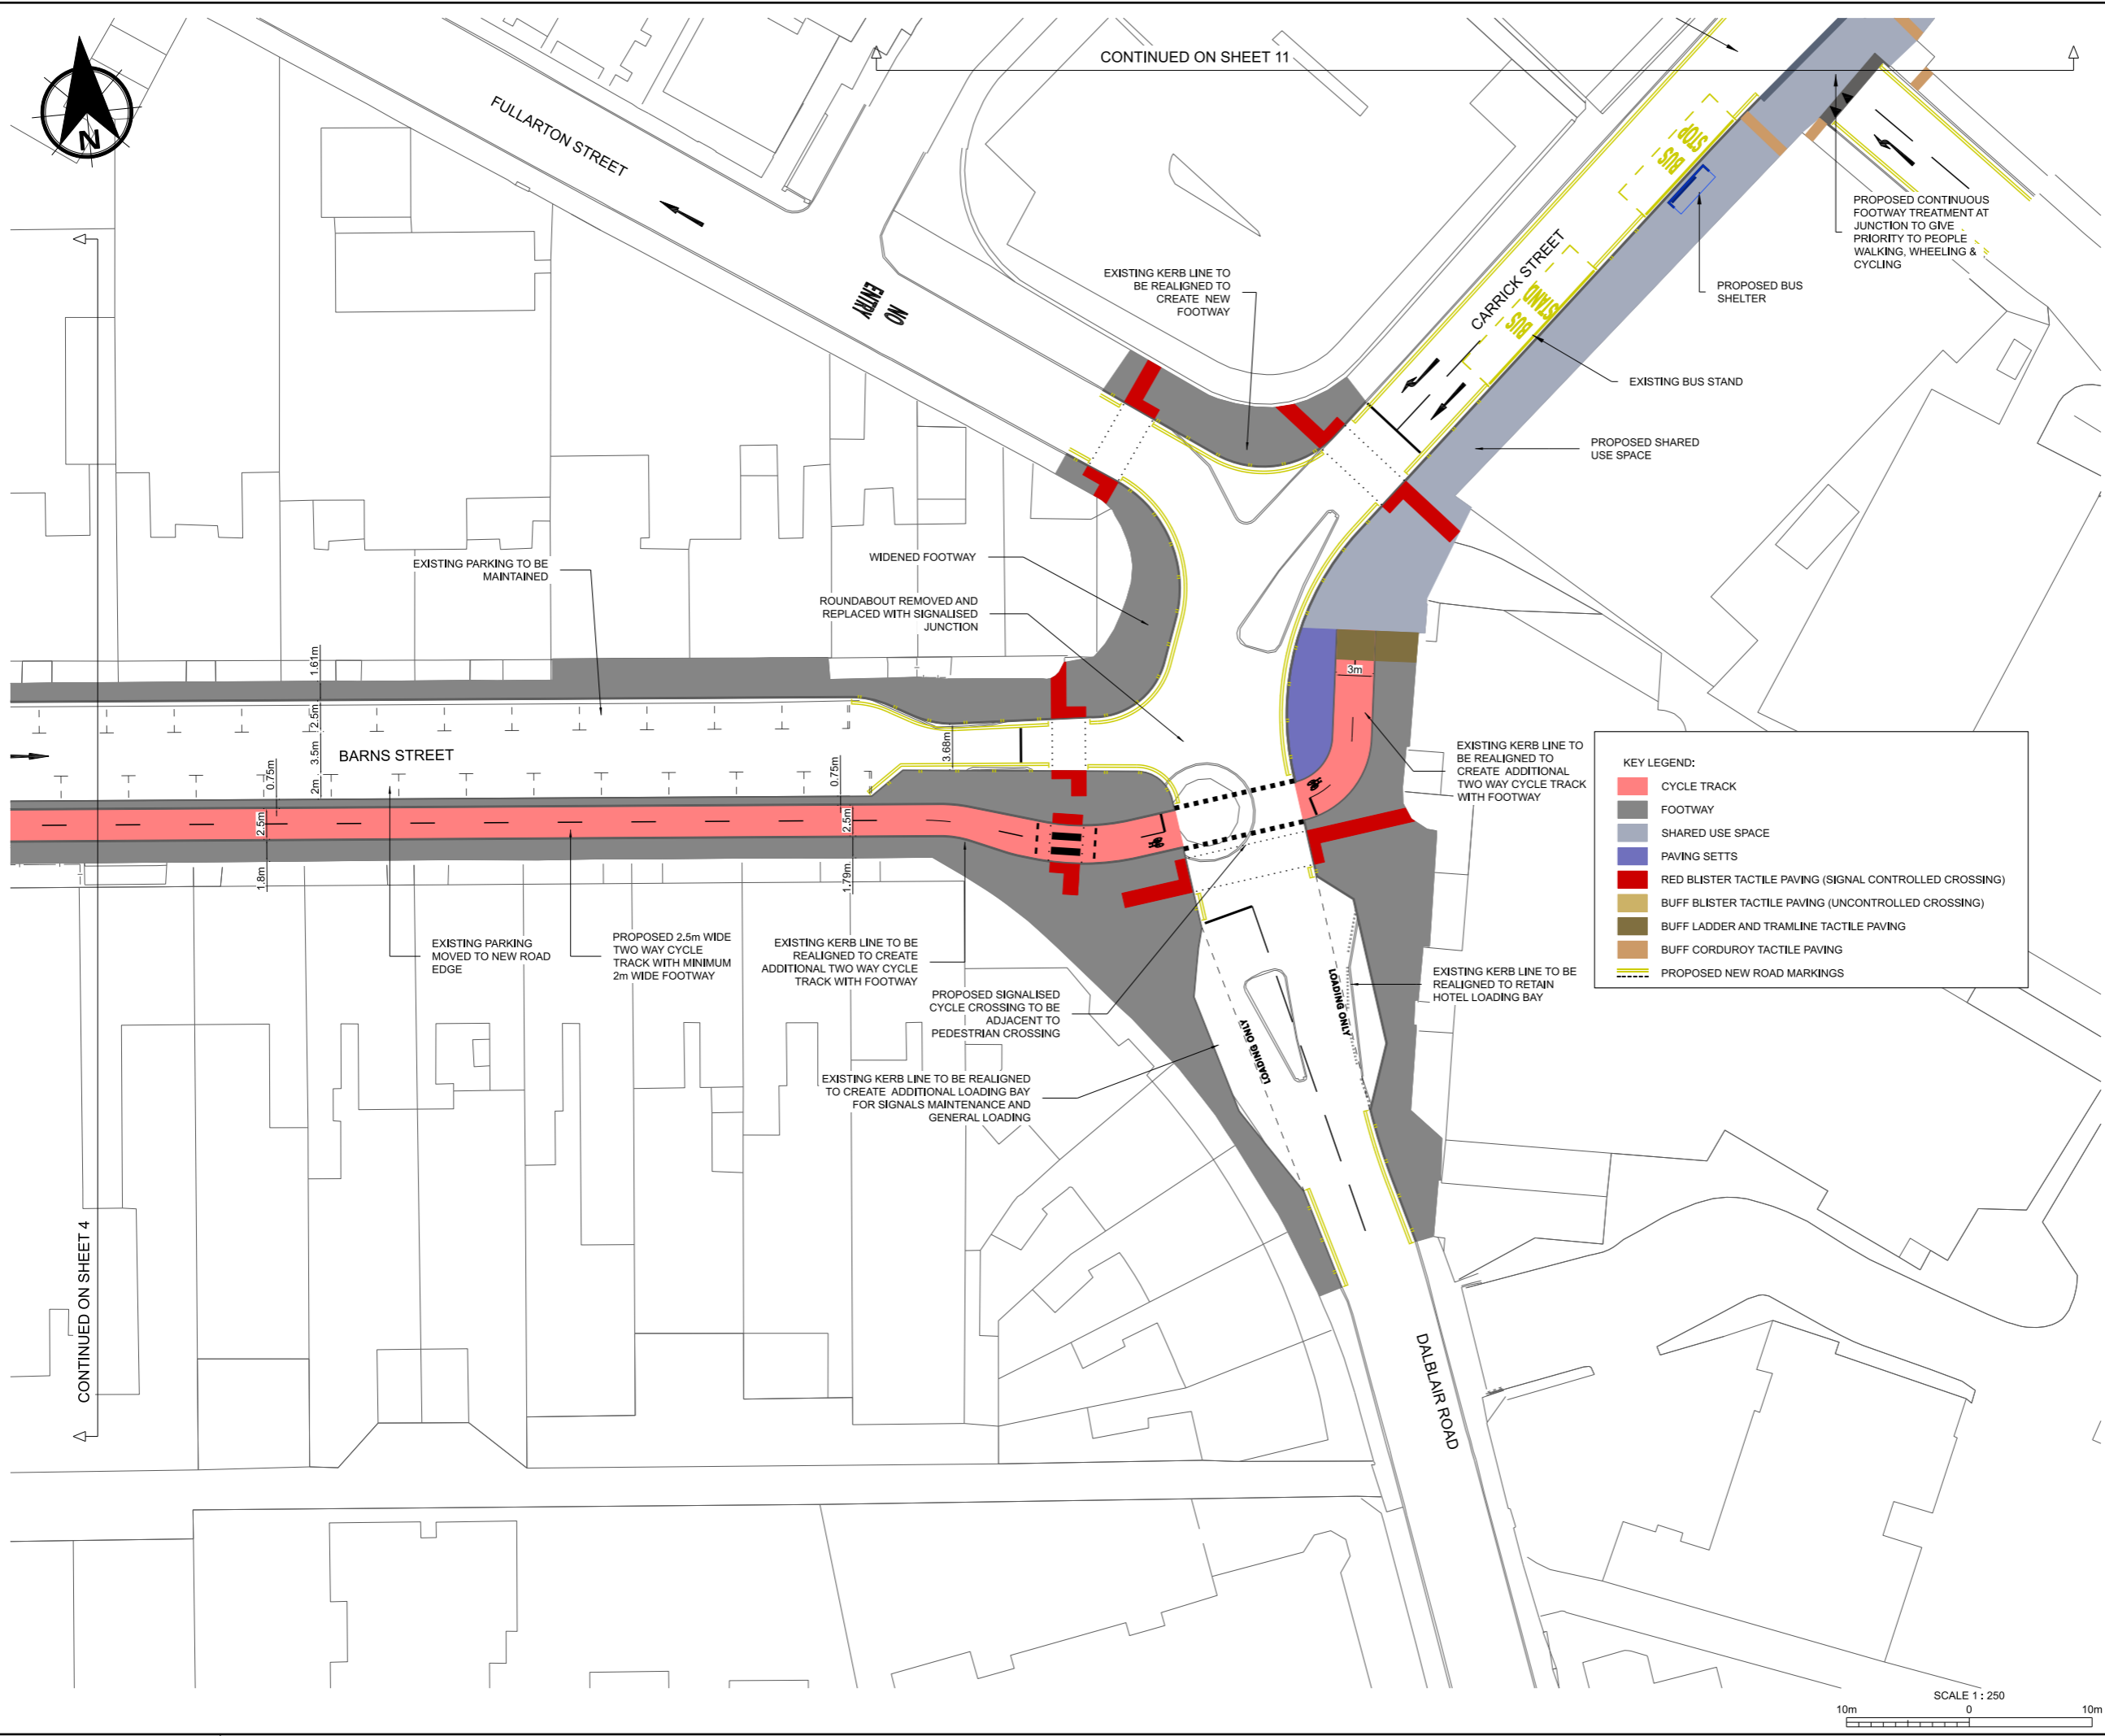 CONTINUED ON SHEET 11
N
FULLARTON STREET
NO
ENTRY
EXISTING KERB LINE TO
BE REALIGNED TO
CREATE NEW
FOOTWAY
CARRICK STREET
BUS
STOP
BUS
STAND
PROPOSED CONTINUOUS
FOOTWAY TREATMENT AT
JUNCTION TO GIVE
PRIORITY TO PEOPLE
WALKING, WHEELING &
CYCLING
PROPOSED BUS
SHELTER
EXISTING BUS STAND
PROPOSED SHARED
USE SPACE
EXISTING PARKING TO BE
MAINTAINED
WIDENED FOOTWAY
ROUNDABOUT REMOVED AND
REPLACED WITH SIGNALISED
JUNCTION
1.61m
2.5m
3.5m
2m
BARNS STREET
0.75m
2.5m
1.8m
3.68m
0.75m
2.5m
1.79m
3m
EXISTING KERB LINE TO
BE REALIGNED TO
CREATE ADDITIONAL
TWO WAY CYCLE TRACK
WITH FOOTWAY
KEY LEGEND:
CYCLE TRACK
FOOTWAY
SHARED USE SPACE
PAVING SETTS
RED BLISTER TACTILE PAVING (SIGNAL CONTROLLED CROSSING)
BUFF BLISTER TACTILE PAVING (UNCONTROLLED CROSSING)
BUFF LADDER AND TRAMLINE TACTILE PAVING
BUFF CORDUROY TACTILE PAVING
PROPOSED NEW ROAD MARKINGS
EXISTING PARKING
MOVED TO NEW ROAD
EDGE
PROPOSED 2.5m WIDE
TWO WAY CYCLE
TRACK WITH MINIMUM
2m WIDE FOOTWAY
EXISTING KERB LINE TO BE
REALIGNED TO CREATE
ADDITIONAL TWO WAY CYCLE
TRACK WITH FOOTWAY
PROPOSED SIGNALISED
CYCLE CROSSING TO BE
ADJACENT TO
PEDESTRIAN CROSSING
EXISTING KERB LINE TO BE
REALIGNED TO RETAIN
HOTEL LOADING BAY
LOADING ONLY
LOADING ONLY
EXISTING KERB LINE TO BE REALIGNED
TO CREATE ADDITIONAL LOADING BAY
FOR SIGNALS MAINTENANCE AND
GENERAL LOADING
CONTINUED ON SHEET 4
DALBLAIR ROAD
SCALE 1 : 250
10m 0 10m